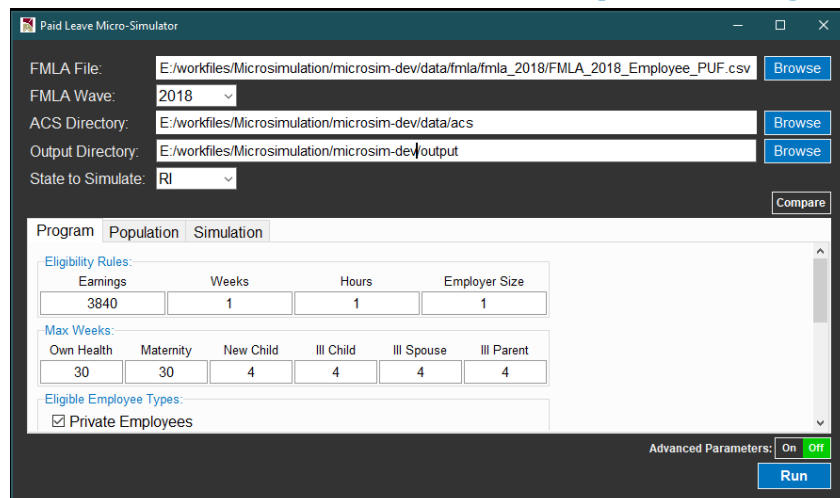 Paid Leave Micro-Simulator
FMLA File: E:/workfiles/Microsimulation/microsim-dev/data/fmla/fmla_2018/FMLA_2018_Employee_PUF.csv Browse
FMLA Wave: 2018
ACS Directory: E:/workfiles/Microsimulation/microsim-dev/data/acs Browse
Output Directory: E:/workfiles/Microsimulation/microsim-dev/output Browse
State to Simulate: RI
Compare
Program Population Simulation
Eligibility Rules:
Earnings Weeks Hours Employer Size
3840 1 1 1
Max Weeks:
Own Health Maternity New Child Ill Child Ill Spouse Ill Parent
30 30 4 4 4 4
Eligible Employee Types:
Private Employees
Advanced Parameters: On Off
Run